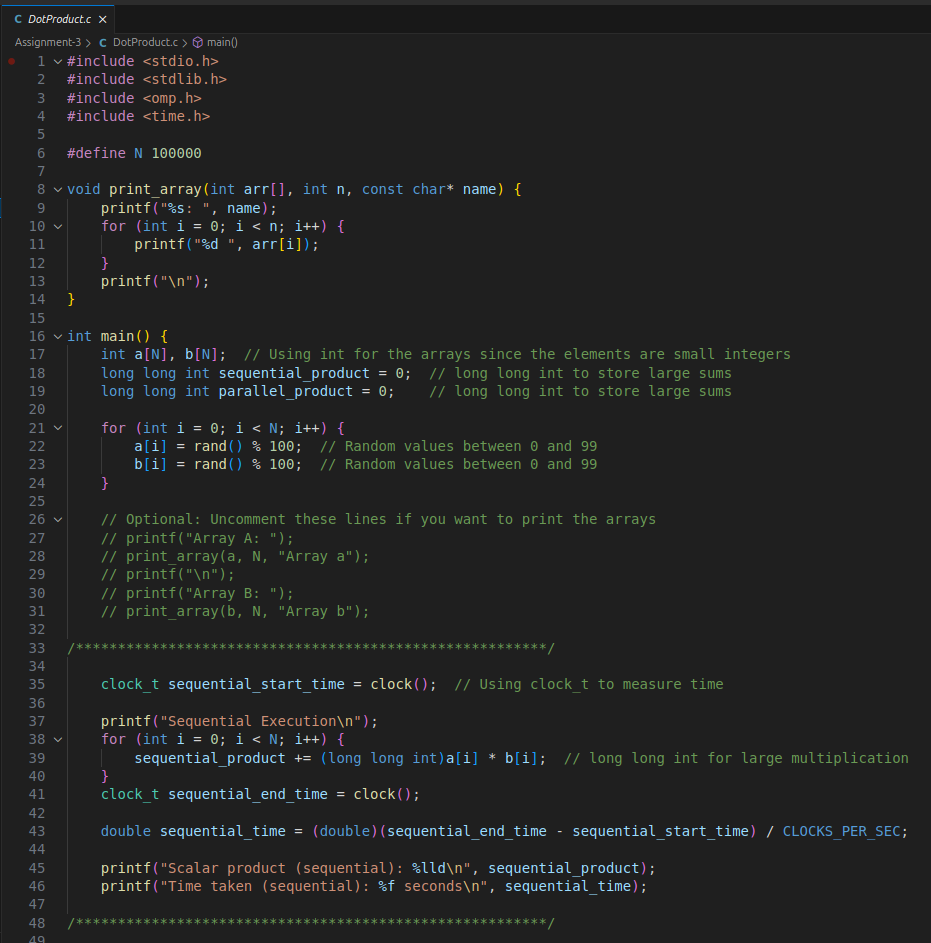 C DotProduct.c ×
Assignment-3 > C DotProduct.c > main()
1 #include <stdio.h>
2 #include <stdlib.h>
3 #include <omp.h>
4 #include <time.h>
5
6 #define N 100000
7
8 void print_array(int arr[], int n, const char* name) {
9     printf("%s: ", name);
10     for (int i = 0; i < n; i++) {
11         printf("%d ", arr[i]);
12     }
13     printf("\n");
14 }
15
16 int main() {
17     int a[N], b[N];  // Using int for the arrays since the elements are small integers
18     long long int sequential_product = 0;  // long long int to store large sums
19     long long int parallel_product = 0;    // long long int to store large sums
20
21     for (int i = 0; i < N; i++) {
22         a[i] = rand() % 100;  // Random values between 0 and 99
23         b[i] = rand() % 100;  // Random values between 0 and 99
24     }
25
26     // Optional: Uncomment these lines if you want to print the arrays
27     // printf("Array A: ");
28     // print_array(a, N, "Array a");
29     // printf("\n");
30     // printf("Array B: ");
31     // print_array(b, N, "Array b");
32
33 /********************************************************/
34
35     clock_t sequential_start_time = clock();  // Using clock_t to measure time
36
37     printf("Sequential Execution\n");
38     for (int i = 0; i < N; i++) {
39         sequential_product += (long long int)a[i] * b[i];  // long long int for large multiplication
40     }
41     clock_t sequential_end_time = clock();
42
43     double sequential_time = (double)(sequential_end_time - sequential_start_time) / CLOCKS_PER_SEC;
44
45     printf("Scalar product (sequential): %lld\n", sequential_product);
46     printf("Time taken (sequential): %f seconds\n", sequential_time);
47
48 /********************************************************/
49